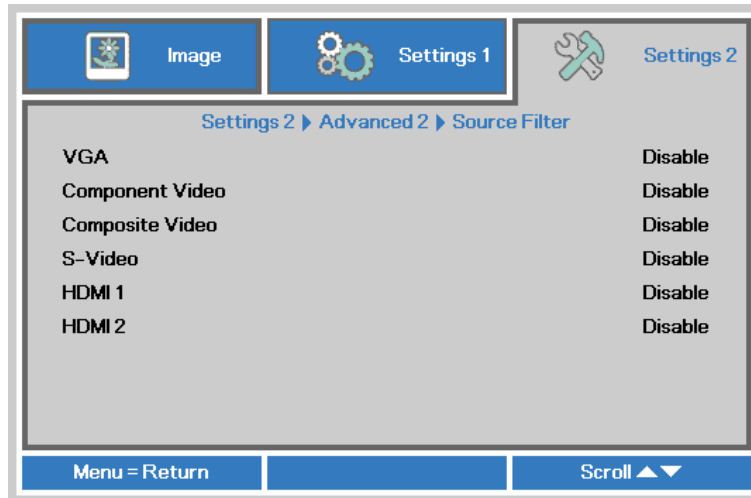 Image Settings 1 Settings 2
Settings 2 ▶ Advanced 2 ▶ Source Filter
VGA Disable
Component Video Disable
Composite Video Disable
S-Video Disable
HDMI 1 Disable
HDMI 2 Disable
Menu = Return Scroll ▲▼